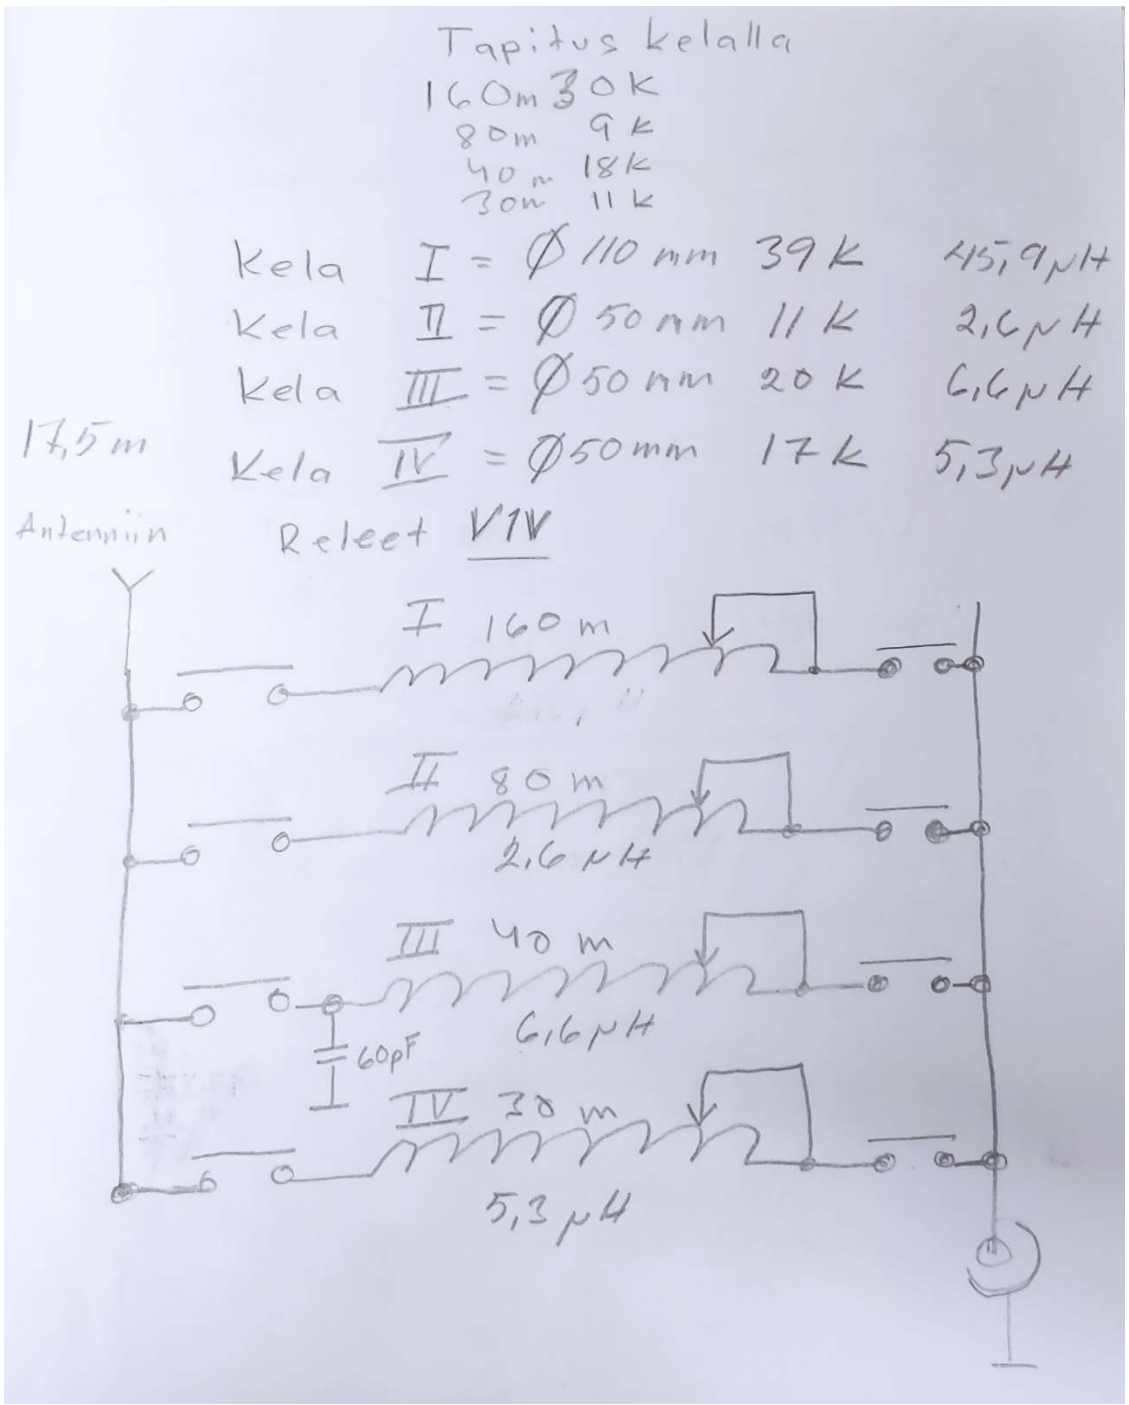 Tapitus kelalla
160m 30K
80m 9K
40m 18K
30m 11K
Kela I = Ø 110 mm 39K 45,9µH
Kela II = Ø 50 mm 11K 2,6µH
Kela III = Ø 50 mm 20K 6,6µH
17,5m
Kela IV = Ø 50mm 17K 5,3µH
Antenniin
Releet V1V
I 160m
II 80m
2,6µH
III 40m
6,6µH
60pF
IV 30m
5,3µH